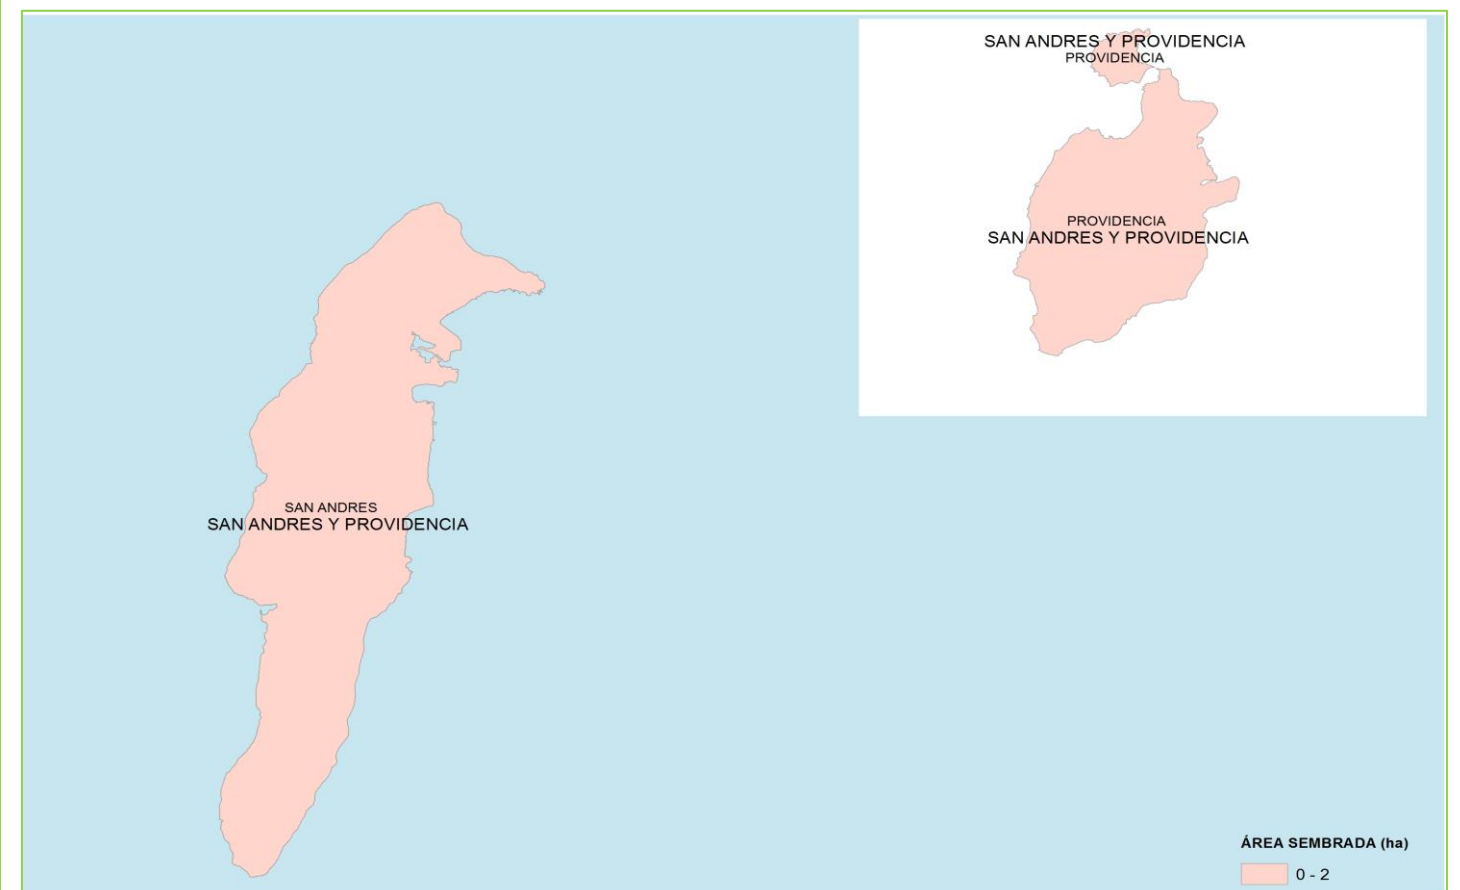 SAN ANDRES Y PROVIDENCIA
PROVIDENCIA
PROVIDENCIA
SAN ANDRES Y PROVIDENCIA
SAN ANDRES
SAN ANDRES Y PROVIDENCIA
ÁREA SEMBRADA (ha)
0 - 2